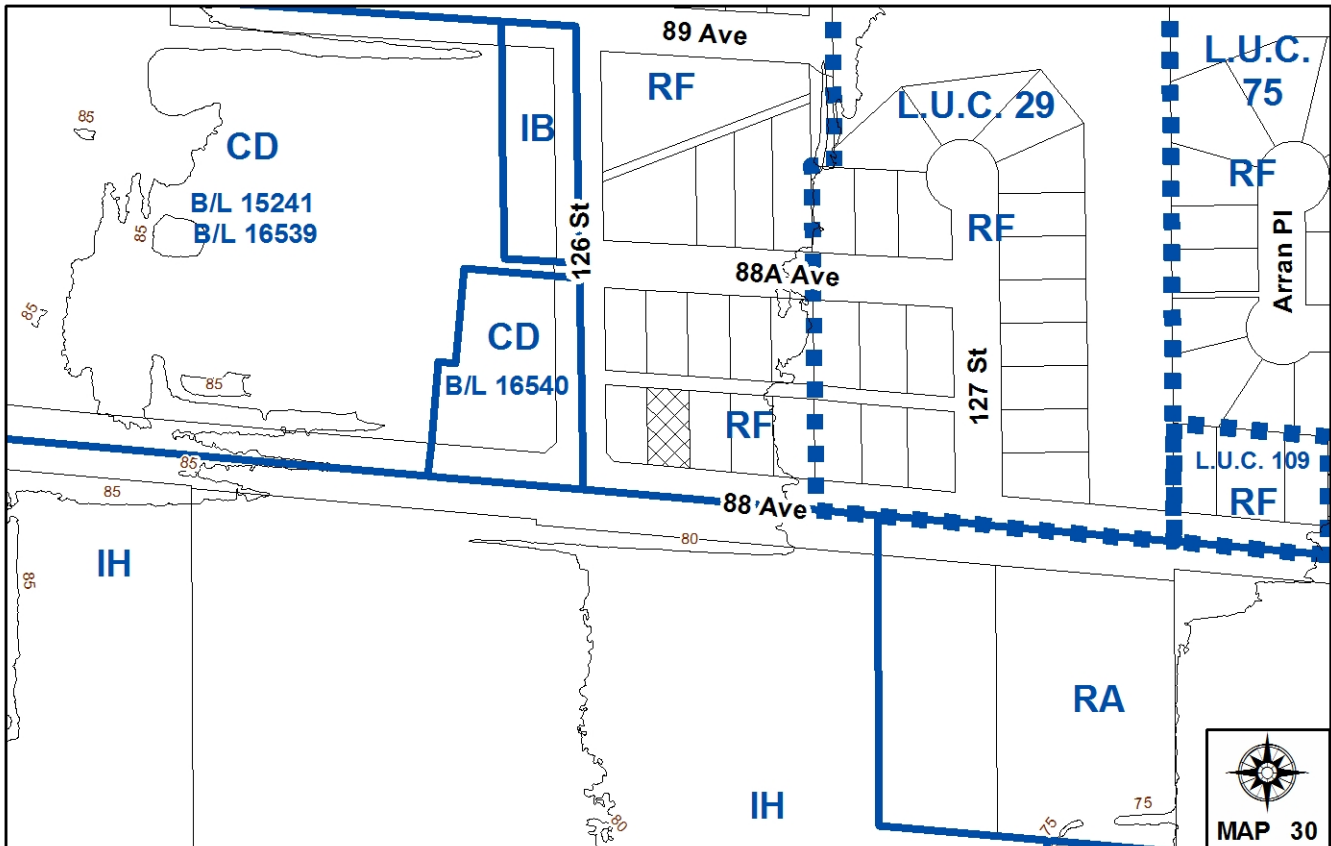 89 Ave
L.U.C.
75
RF
L.U.C. 29
85
IB
CD
RF
B/L 15241
B/L 16539
85
126 St
RF
Arran Pl
88A Ave
85
CD
B/L 16540
85
127 St
RF
L.U.C. 109
85
85
88 Ave
RF
80
IH
85
RA
IH
80
75
75
MAP 30